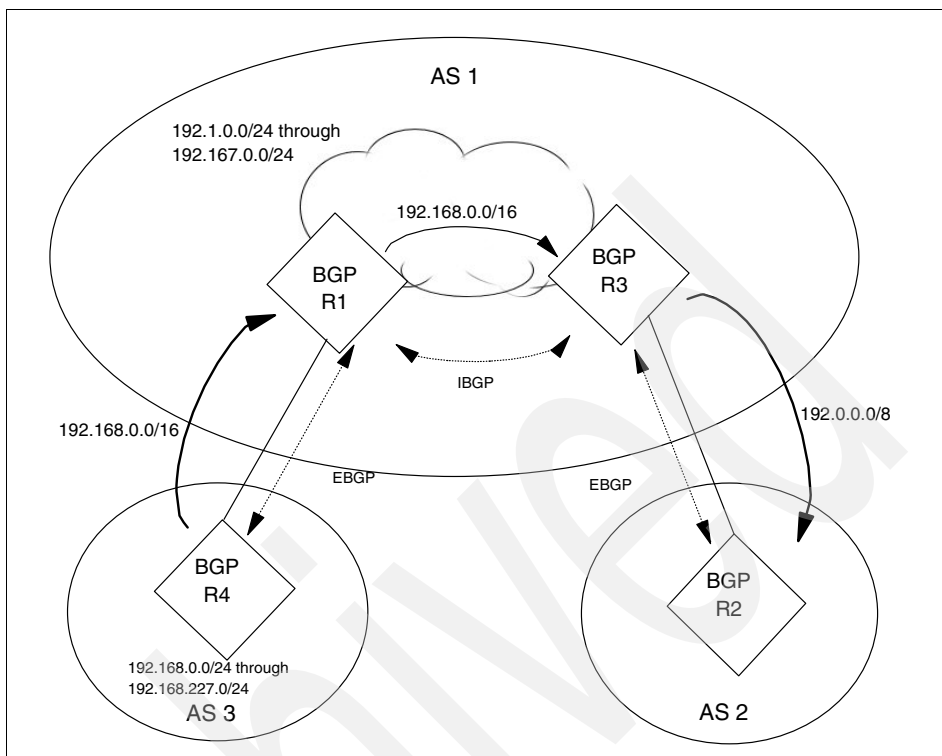 AS 1
192.1.0.0/24 through
192.167.0.0/24
192.168.0.0/16
BGP
R1
BGP
R3
IBGP
192.168.0.0/16
192.0.0.0/8
EBGP
EBGP
BGP
R4
BGP
R2
192.168.0.0/24 through
192.168.227.0/24
AS 3
AS 2